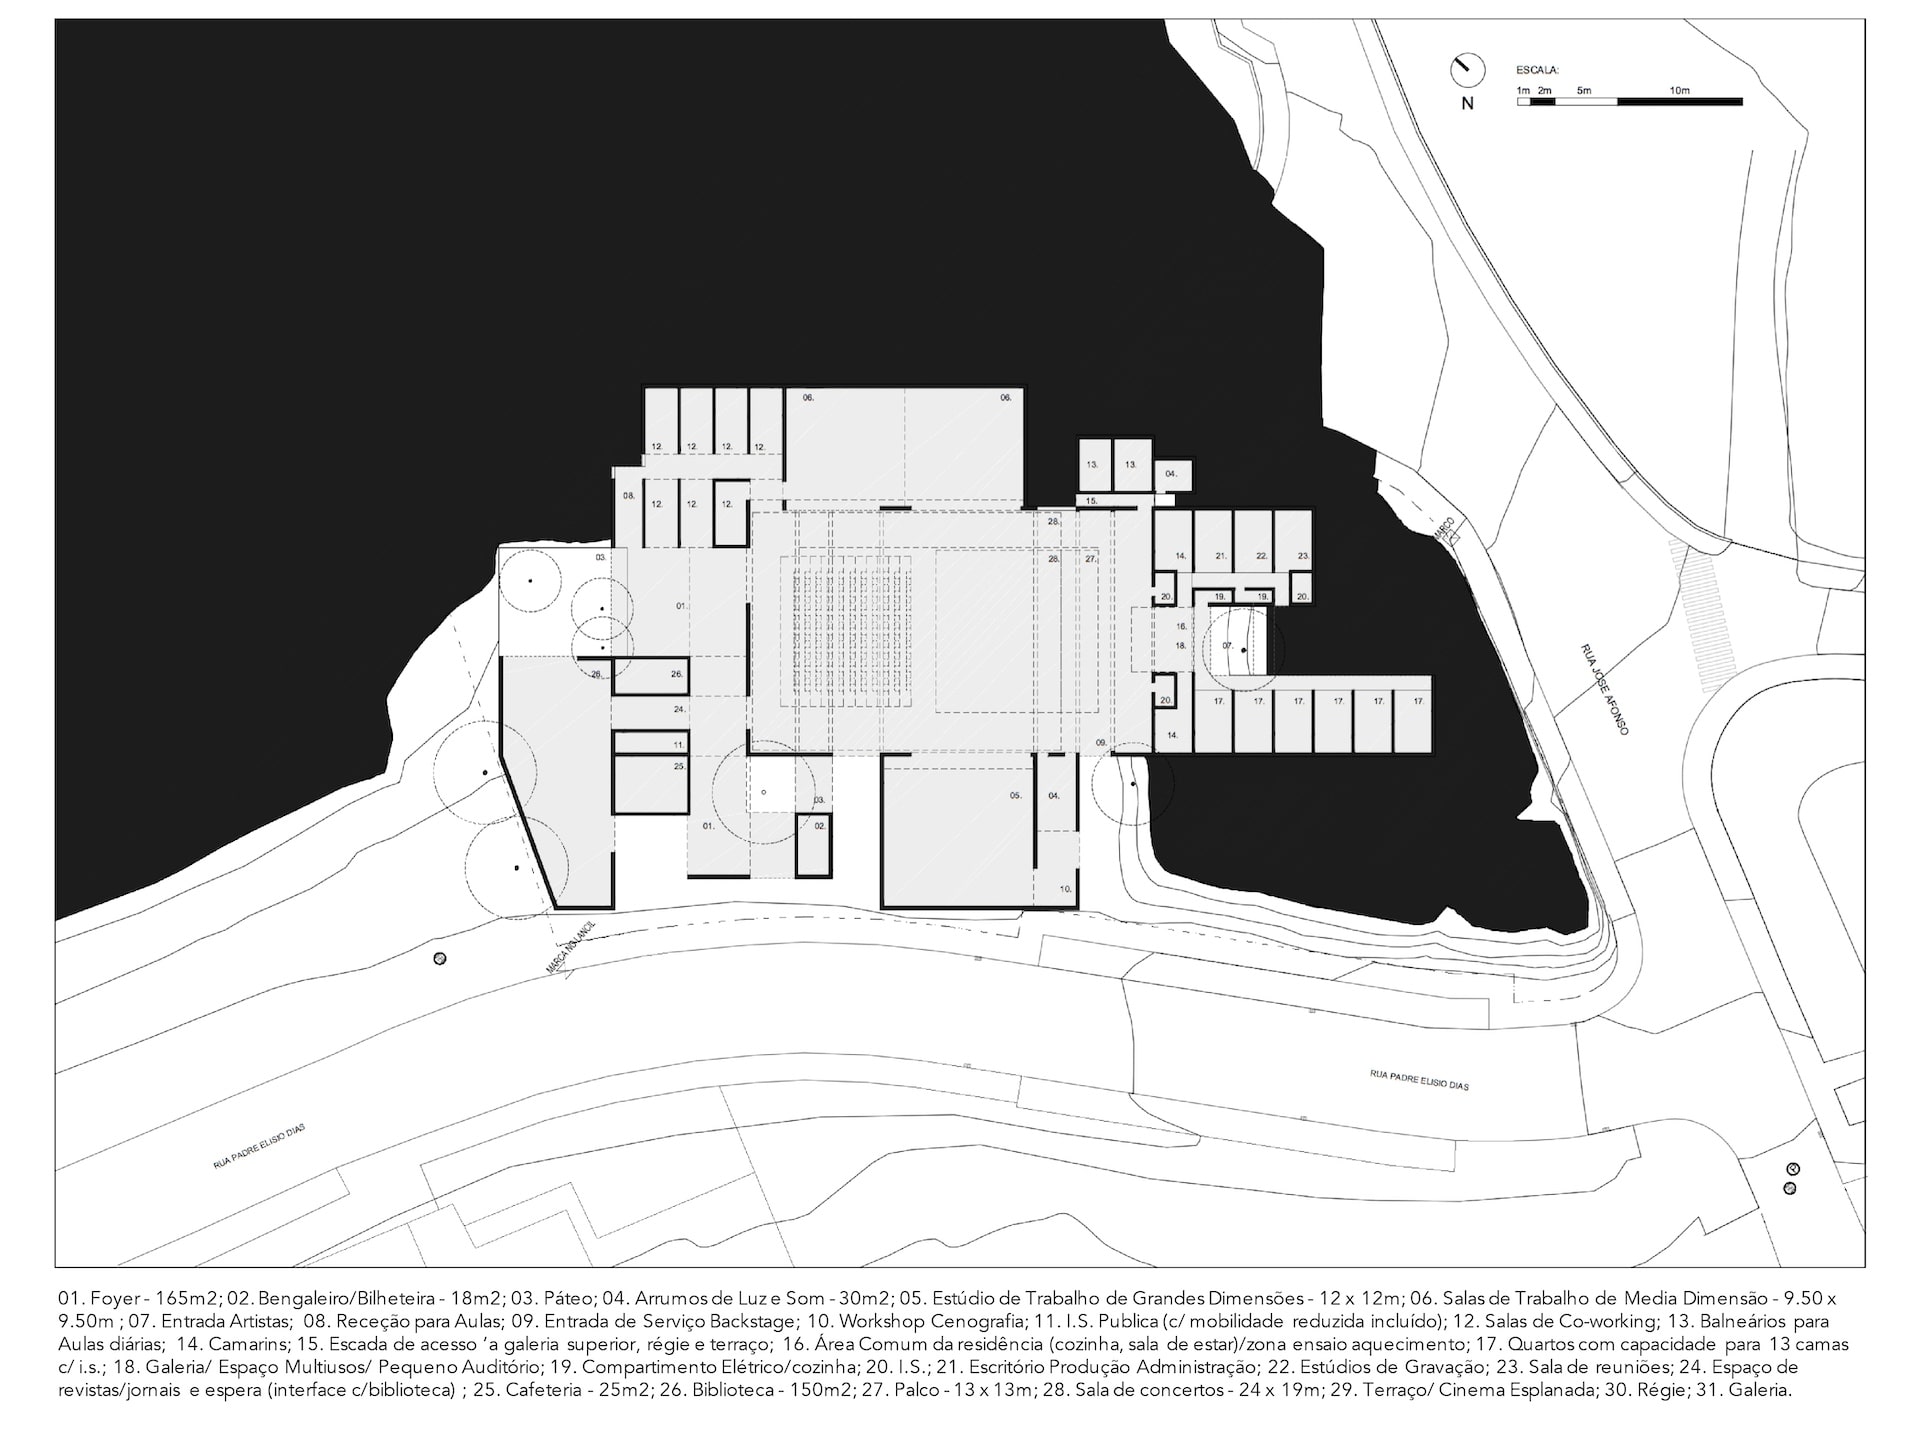 ESCALA:
1m 2m 5m 10m
N
06. 06.
12. 12. 12. 12.
13. 13. 04.
08. 12. 12. 12.
15.
28.
03. 28. 27. 14. 21. 22. 23.
MARCO
01. 20. 19. 19. 20.
16.
18. 07.
RUA JOSE AFONSO
26. 26.
24. 20. 17. 17. 17. 17. 17. 17.
11. 09. 14.
25.
03. 05. 04.
01. 02.
10.
MARCA NO LANCIL
RUA PADRE ELISIO DIAS
RUA PADRE ELISIO DIAS
01. Foyer - 165m2; 02. Bengaleiro/Bilheteira - 18m2; 03. Páteo; 04. Arrumos de Luz e Som - 30m2; 05. Estúdio de Trabalho de Grandes Dimensões - 12 x 12m; 06. Salas de Trabalho de Media Dimensão - 9.50 x
9.50m ; 07. Entrada Artistas; 08. Receção para Aulas; 09. Entrada de Serviço Backstage; 10. Workshop Cenografia; 11. I.S. Publica (c/ mobilidade reduzida incluído); 12. Salas de Co-working; 13. Balneários para
Aulas diárias; 14. Camarins; 15. Escada de acesso ‘a galeria superior, régie e terraço; 16. Área Comum da residência (cozinha, sala de estar)/zona ensaio aquecimento; 17. Quartos com capacidade para 13 camas
c/ i.s.; 18. Galeria/ Espaço Multiusos/ Pequeno Auditório; 19. Compartimento Elétrico/cozinha; 20. I.S.; 21. Escritório Produção Administração; 22. Estúdios de Gravação; 23. Sala de reuniões; 24. Espaço de
revistas/jornais e espera (interface c/biblioteca) ; 25. Cafeteria - 25m2; 26. Biblioteca - 150m2; 27. Palco - 13 x 13m; 28. Sala de concertos - 24 x 19m; 29. Terraço/ Cinema Esplanada; 30. Régie; 31. Galeria.